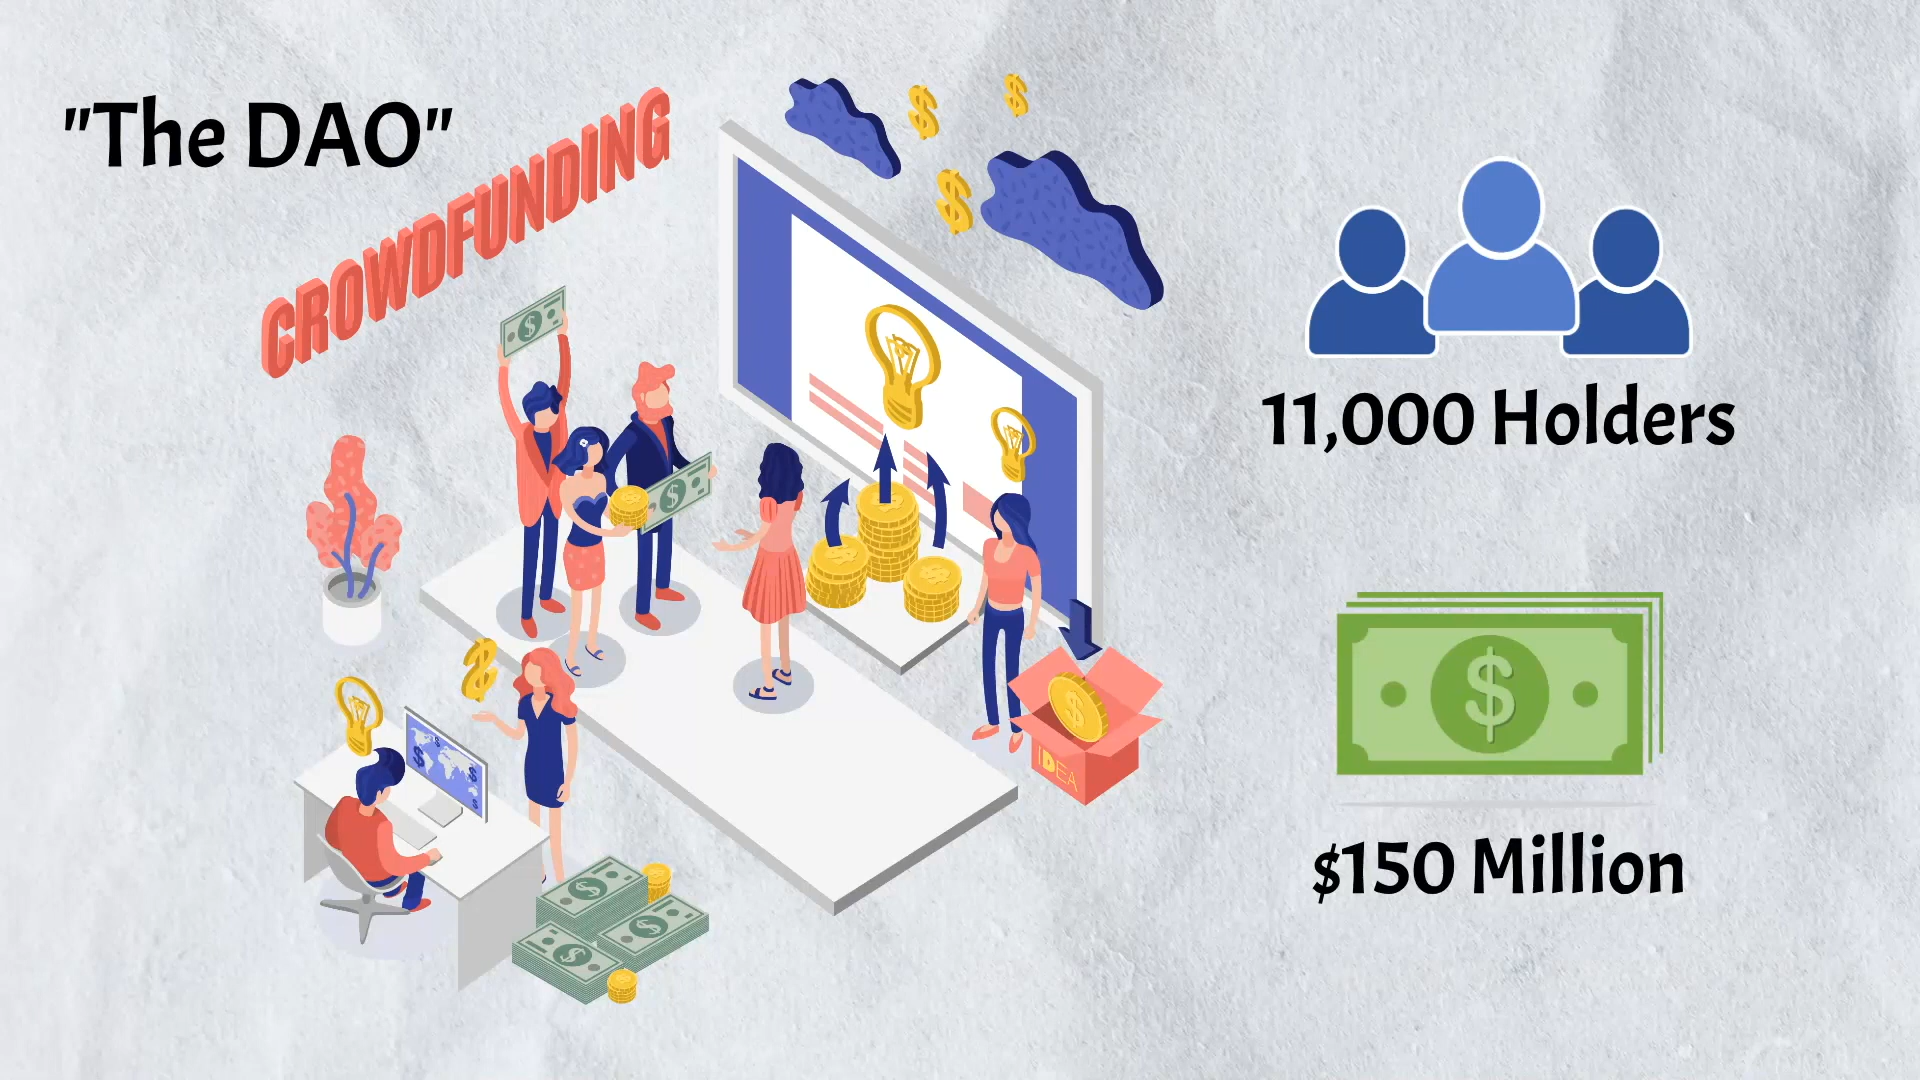 "The DAO"
CROWDFUNDING
11,000 Holders
IDEA
$150 Million